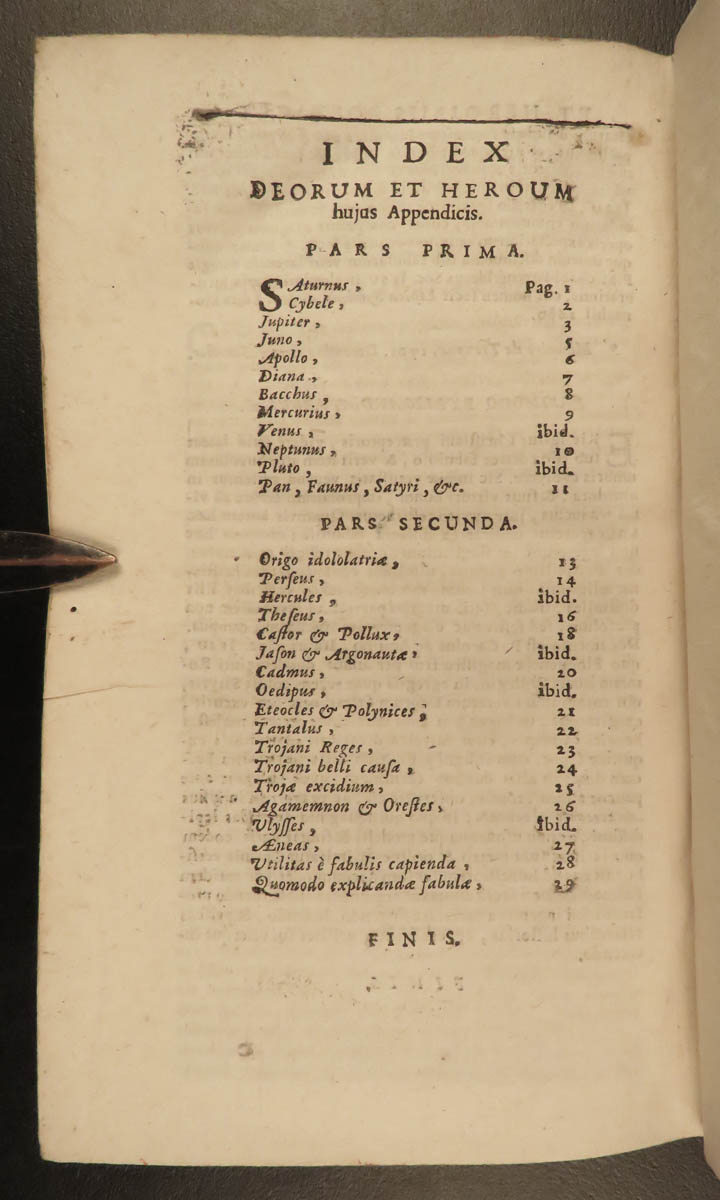 INDEX
DEORUM ET HEROUM
hujus Appendicis.
PARS PRIMA.
SAturnus, Pag. 1
Cybele, 2
Jupiter, 3
Juno, 5
Apollo, 6
Diana, 7
Bacchus, 8
Mercurius, 9
Venus, ibid.
Neptunus, 10
Pluto, ibid.
Pan, Faunus, Satyri, &c. 11
PARS SECUNDA.
Origo idololatriæ, 13
Perſeus, 14
Hercules, ibid.
Theſeus, 16
Caſtor & Pollux, 18
Jaſon & Argonautæ, ibid.
Cadmus, 20
Oedipus, ibid.
Eteocles & Polynices, 21
Tantalus, 22
Trojani Reges, 23
Trojani belli cauſa, 24
Trojæ excidium, 25
Agamemnon & Oreſtes, 26
Ulyſſes, ibid.
Æneas, 27
Utilitas è fabulis capienda, 28
Quomodo explicandæ fabulæ, 29
FINIS.